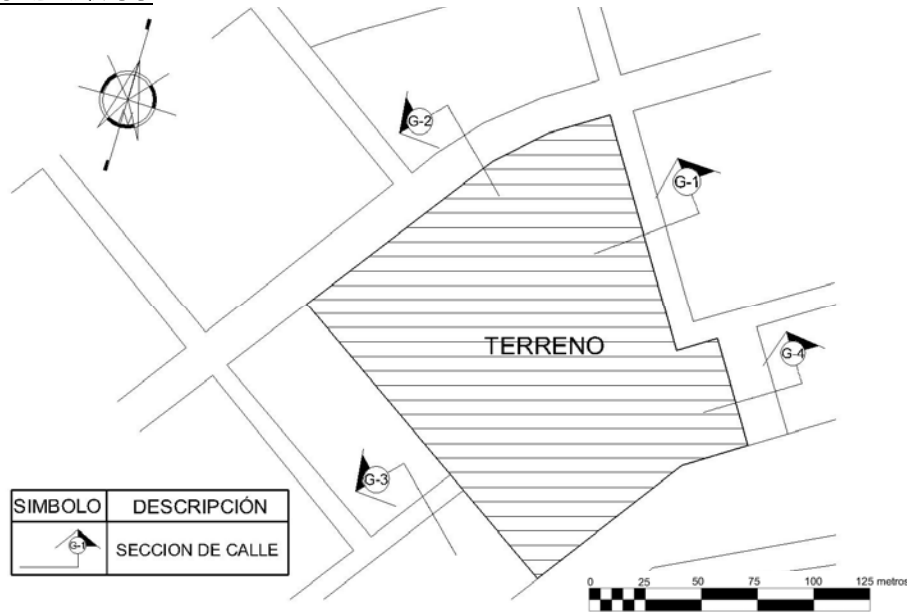 G-2
G-1
TERRENO
G-4
G-3
SIMBOLO DESCRIPCIÓN
G-1 SECCION DE CALLE
0 25 50 75 100 125 metros